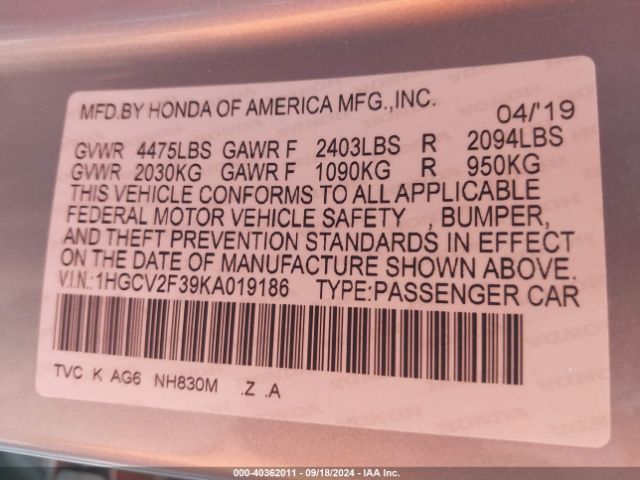 MFD.BY HONDA OF AMERICA MFG.,INC. 04/'19
GVWR 4475LBS GAWR F 2403LBS R 2094LBS
GVWR 2030KG GAWR F 1090KG R 950KG
THIS VEHICLE CONFORMS TO ALL APPLICABLE
FEDERAL MOTOR VEHICLE SAFETY , BUMPER,
AND THEFT PREVENTION STANDARDS IN EFFECT
ON THE DATE OF MANUFACTURE SHOWN ABOVE.
V.I.N.:1HGCV2F39KA019186 TYPE:PASSENGER CAR
TVC K AG6 NH830M .Z .A
000-40362011 - 09/18/2024 - IAA Inc.